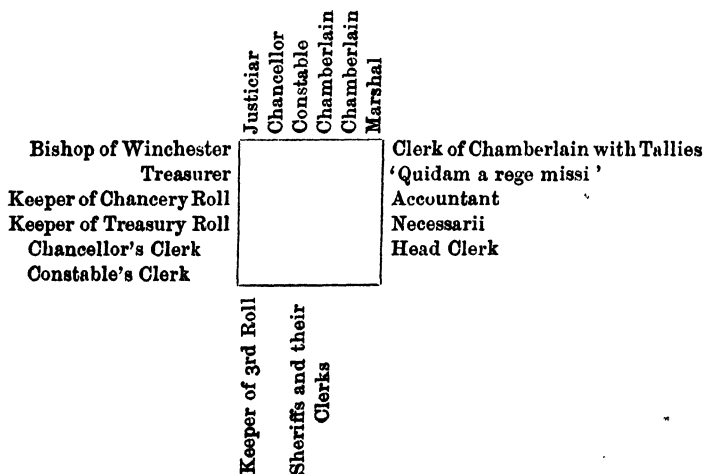 Justiciar
Chancellor
Constable
Chamberlain
Chamberlain
Marshal
Bishop of Winchester
Treasurer
Keeper of Chancery Roll
Keeper of Treasury Roll
Chancellor's Clerk
Constable's Clerk
Clerk of Chamberlain with Tallies
'Quidam a rege missi'
Accountant
Necessarii
Head Clerk
Keeper of 3rd Roll
Sheriffs and their
Clerks